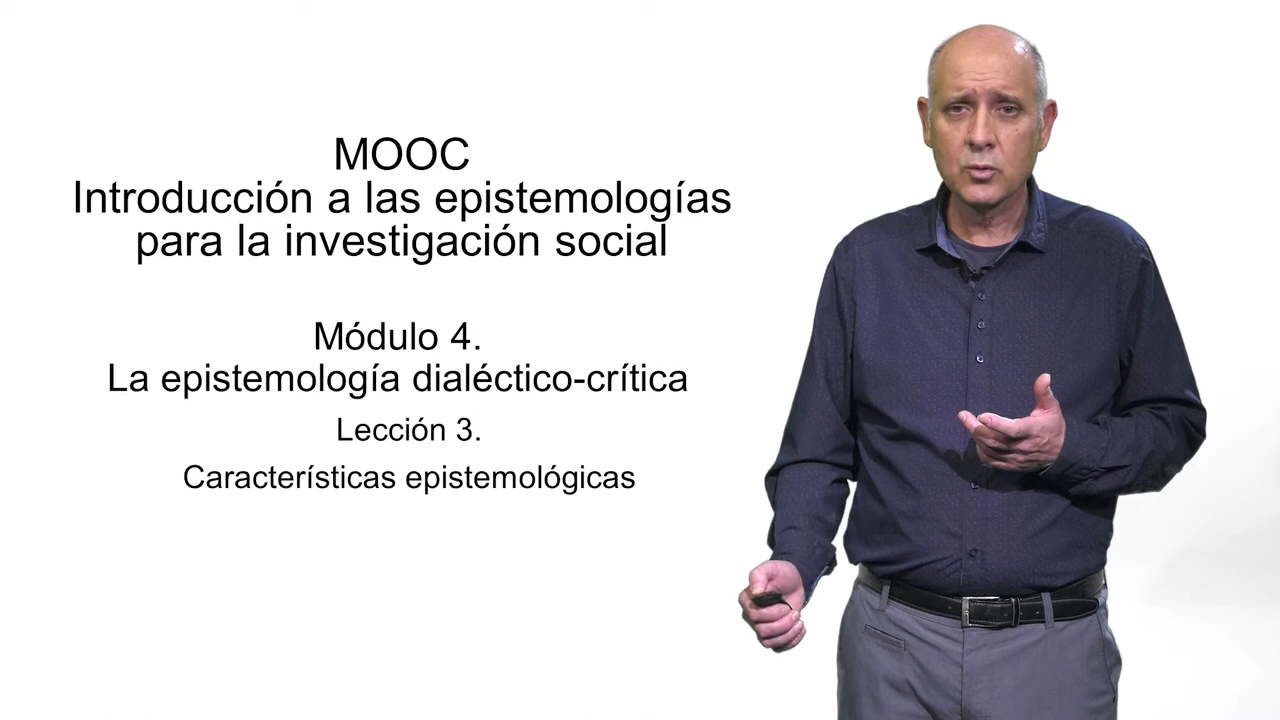 MOOC
Introducción a las epistemologías
para la investigación social
Módulo 4.
La epistemología dialéctico-crítica
Lección 3.
Características epistemológicas